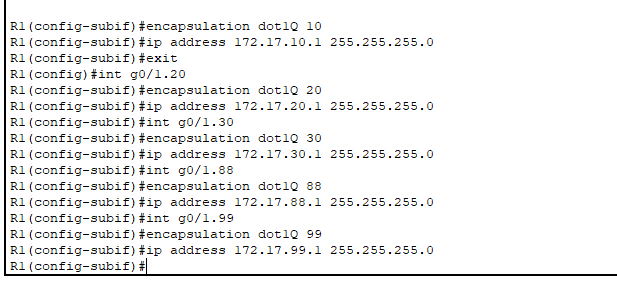 R1(config-subif)#encapsulation dot1Q 10
R1(config-subif)#ip address 172.17.10.1 255.255.255.0
R1(config-subif)#exit
R1(config)#int g0/1.20
R1(config-subif)#encapsulation dot1Q 20
R1(config-subif)#ip address 172.17.20.1 255.255.255.0
R1(config-subif)#int g0/1.30
R1(config-subif)#encapsulation dot1Q 30
R1(config-subif)#ip address 172.17.30.1 255.255.255.0
R1(config-subif)#int g0/1.88
R1(config-subif)#encapsulation dot1Q 88
R1(config-subif)#ip address 172.17.88.1 255.255.255.0
R1(config-subif)#int g0/1.99
R1(config-subif)#encapsulation dot1Q 99
R1(config-subif)#ip address 172.17.99.1 255.255.255.0
R1(config-subif)#